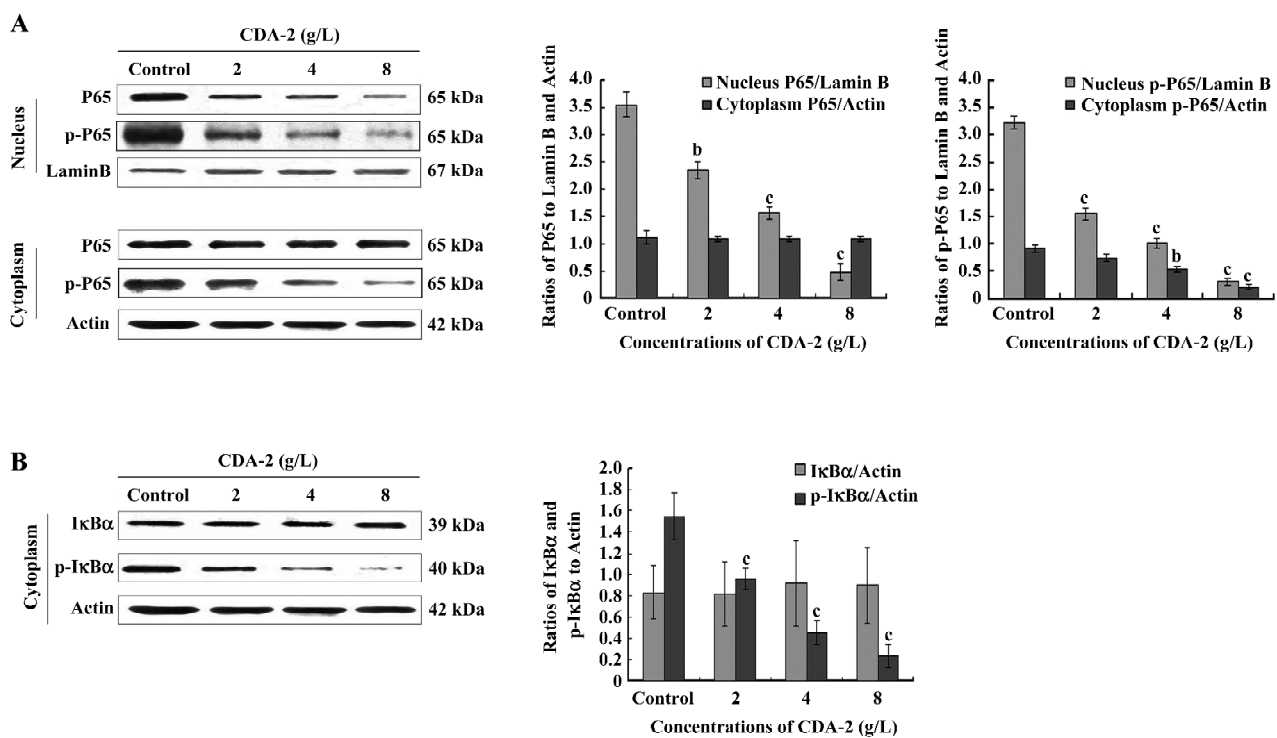 A
CDA-2 (g/L)
Control 2 4 8
Nucleus
P65 65 kDa
p-P65 65 kDa
LaminB 67 kDa
Cytoplasm
P65 65 kDa
p-P65 65 kDa
Actin 42 kDa
Ratios of P65 to Lamin B and Actin
4.0
3.5
3.0
2.5
2.0
1.5
1.0
0.5
0
Nucleus P65/Lamin B
Cytoplasm P65/Actin
b
c
c
Control 2 4 8
Concentrations of CDA-2 (g/L)
Ratios of p-P65 to Lamin B and Actin
4.0
3.5
3.0
2.5
2.0
1.5
1.0
0.5
0
Nucleus p-P65/Lamin B
Cytoplasm p-P65/Actin
c
c
b
c c
Control 2 4 8
Concentrations of CDA-2 (g/L)
B
CDA-2 (g/L)
Control 2 4 8
Cytoplasm
IκBα 39 kDa
p-IκBα 40 kDa
Actin 42 kDa
Ratios of IκBα and
p-IκBα to Actin
2.0
1.8
1.6
1.4
1.2
1.0
0.8
0.6
0.4
0.2
0
IκBα/Actin
p-IκBα/Actin
c
c
c
Control 2 4 8
Concentrations of CDA-2 (g/L)